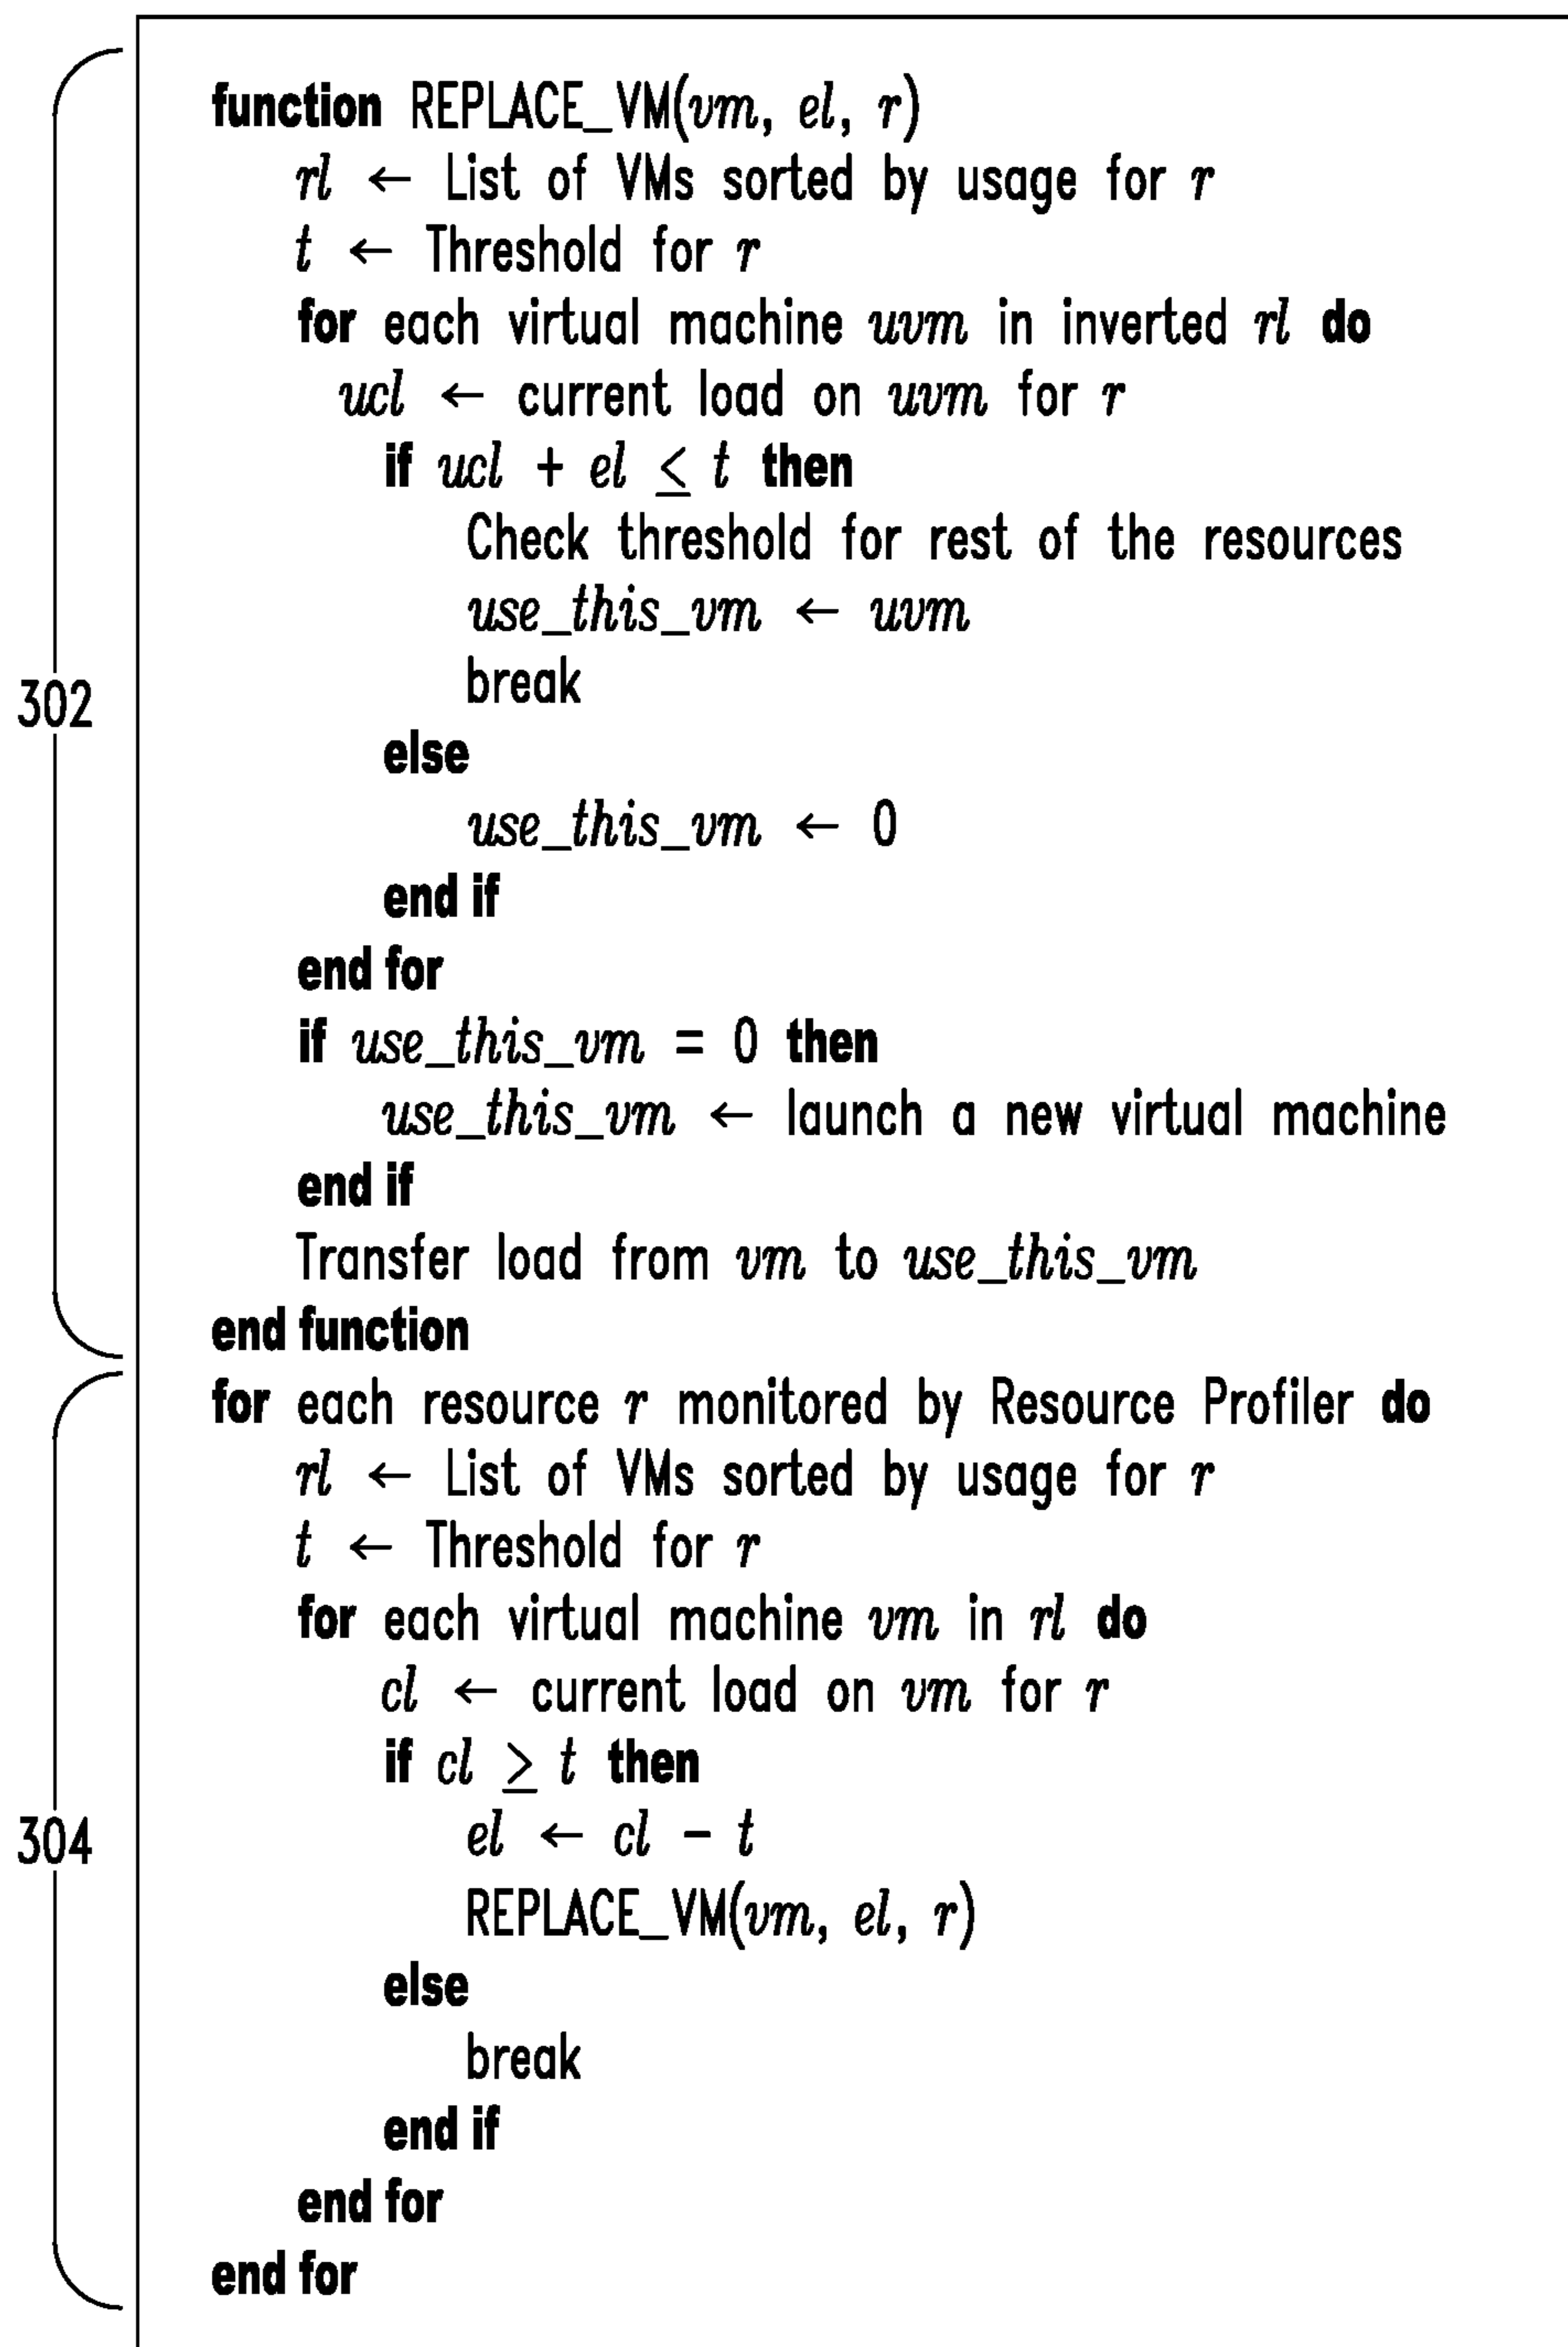 function REPLACE_VM(vm, el, r)
rl ← List of VMs sorted by usage for r
t ← Threshold for r
for each virtual machine uvm in inverted rl do
ucl ← current load on uvm for r
if ucl + el ≤ t then
Check threshold for rest of the resources
use_this_vm ← uvm
break
302
else
use_this_vm ← 0
end if
end for
if use_this_vm = 0 then
use_this_vm ← launch a new virtual machine
end if
Transfer load from vm to use_this_vm
end function
for each resource r monitored by Resource Profiler do
rl ← List of VMs sorted by usage for r
t ← Threshold for r
for each virtual machine vm in rl do
cl ← current load on vm for r
if cl ≥ t then
304
el ← cl − t
REPLACE_VM(vm, el, r)
else
break
end if
end for
end for